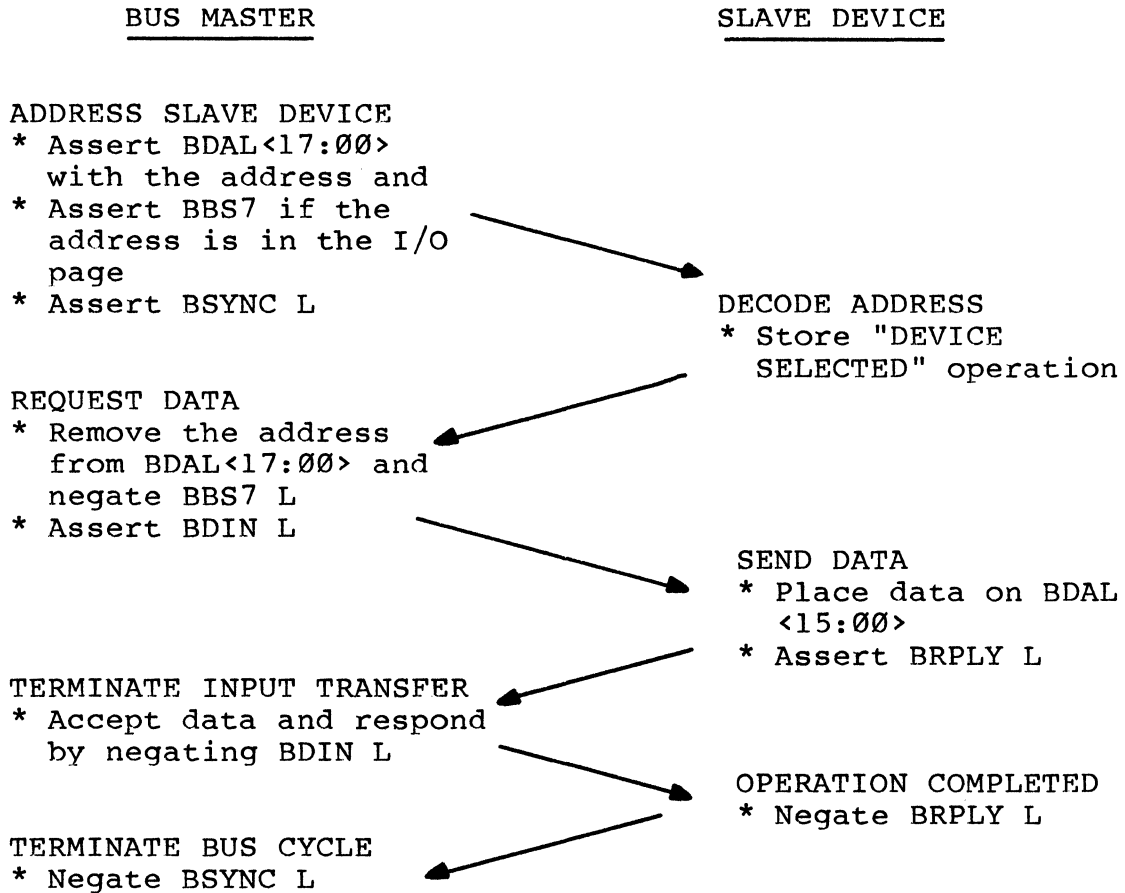 BUS MASTER
SLAVE DEVICE
ADDRESS SLAVE DEVICE
* Assert BDAL<17:00>
with the address and
* Assert BBS7 if the
address is in the I/O
page
* Assert BSYNC L
DECODE ADDRESS
* Store "DEVICE
SELECTED" operation
REQUEST DATA
* Remove the address
from BDAL<17:00> and
negate BBS7 L
* Assert BDIN L
SEND DATA
* Place data on BDAL
<15:00>
* Assert BRPLY L
TERMINATE INPUT TRANSFER
* Accept data and respond
by negating BDIN L
OPERATION COMPLETED
* Negate BRPLY L
TERMINATE BUS CYCLE
* Negate BSYNC L